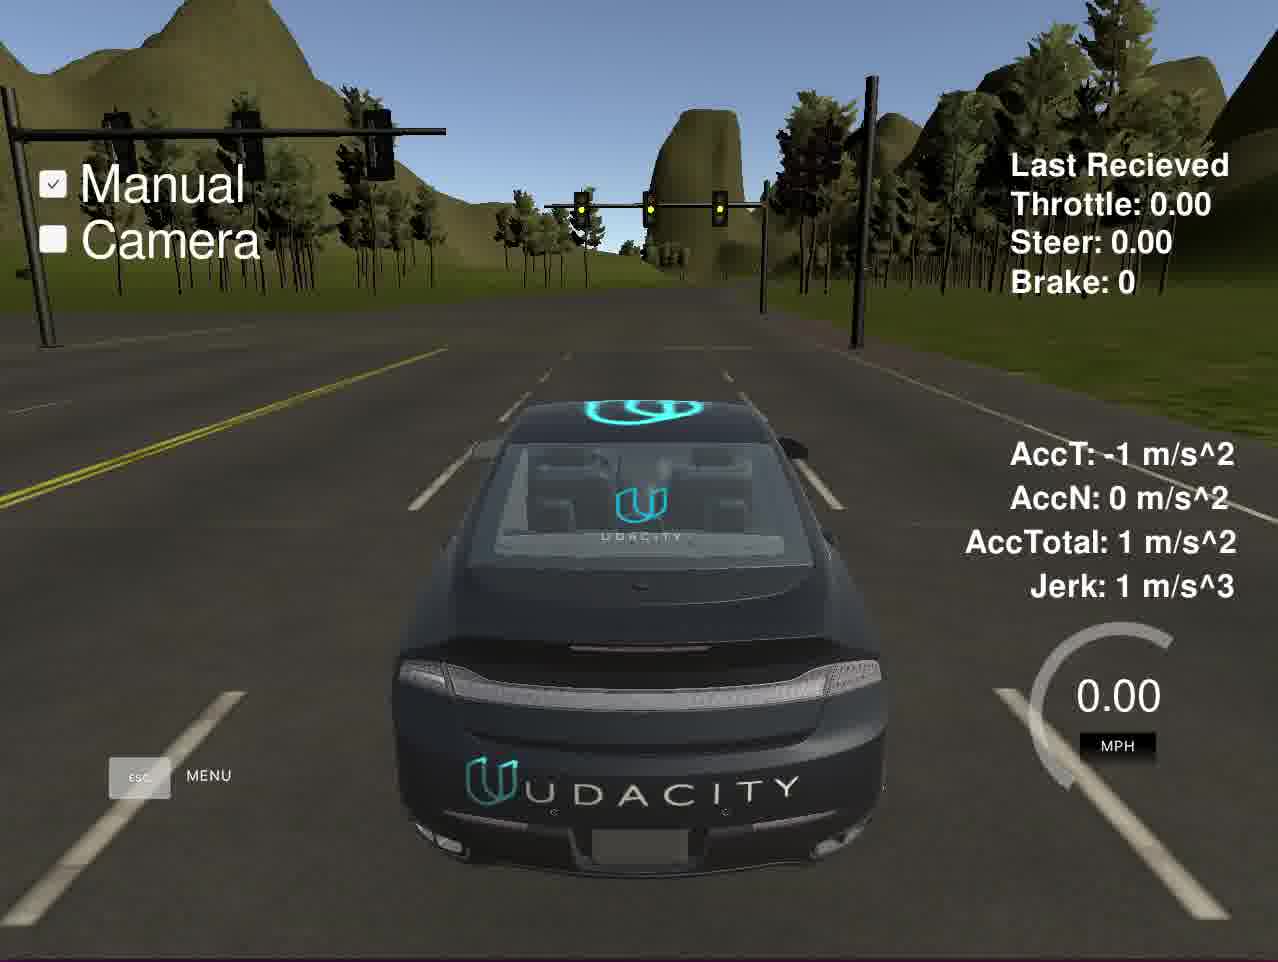 Manual
Camera
Last Recieved
Throttle: 0.00
Steer: 0.00
Brake: 0
AccT: -1 m/s^2
AccN: 0 m/s^2
AccTotal: 1 m/s^2
Jerk: 1 m/s^3
UDACITY
0.00
MPH
ESC
MENU
UDACITY